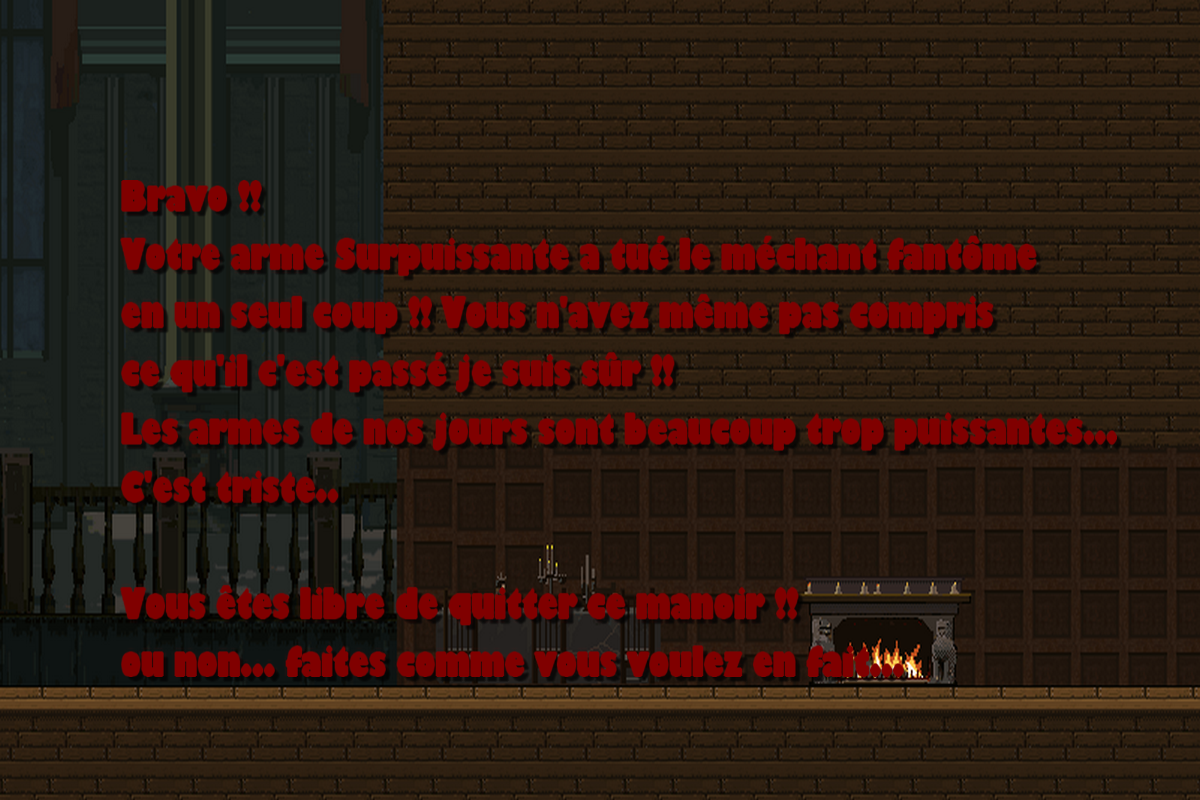 Bravo !!
Votre arme Surpuissante a tué le méchant fantôme
en un seul coup !! Vous n'avez même pas compris
ce qu'il c'est passé je suis sûr !!
Les armes de nos jours sont beaucoup trop puissantes...
C'est triste..
Vous êtes libre de quitter ce manoir !!
ou non... faites comme vous voulez en fait...